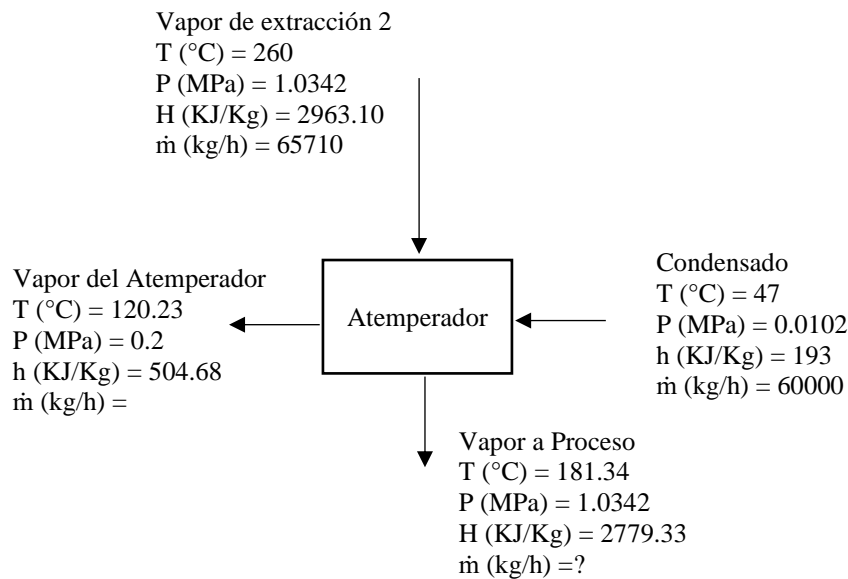 Vapor de extracción 2
T (°C) = 260
P (MPa) = 1.0342
H (KJ/Kg) = 2963.10
ṁ (kg/h) = 65710
Vapor del Atemperador
T (°C) = 120.23
P (MPa) = 0.2
h (KJ/Kg) = 504.68
ṁ (kg/h) =
Atemperador
Condensado
T (°C) = 47
P (MPa) = 0.0102
h (KJ/Kg) = 193
ṁ (kg/h) = 60000
Vapor a Proceso
T (°C) = 181.34
P (MPa) = 1.0342
H (KJ/Kg) = 2779.33
ṁ (kg/h) =?